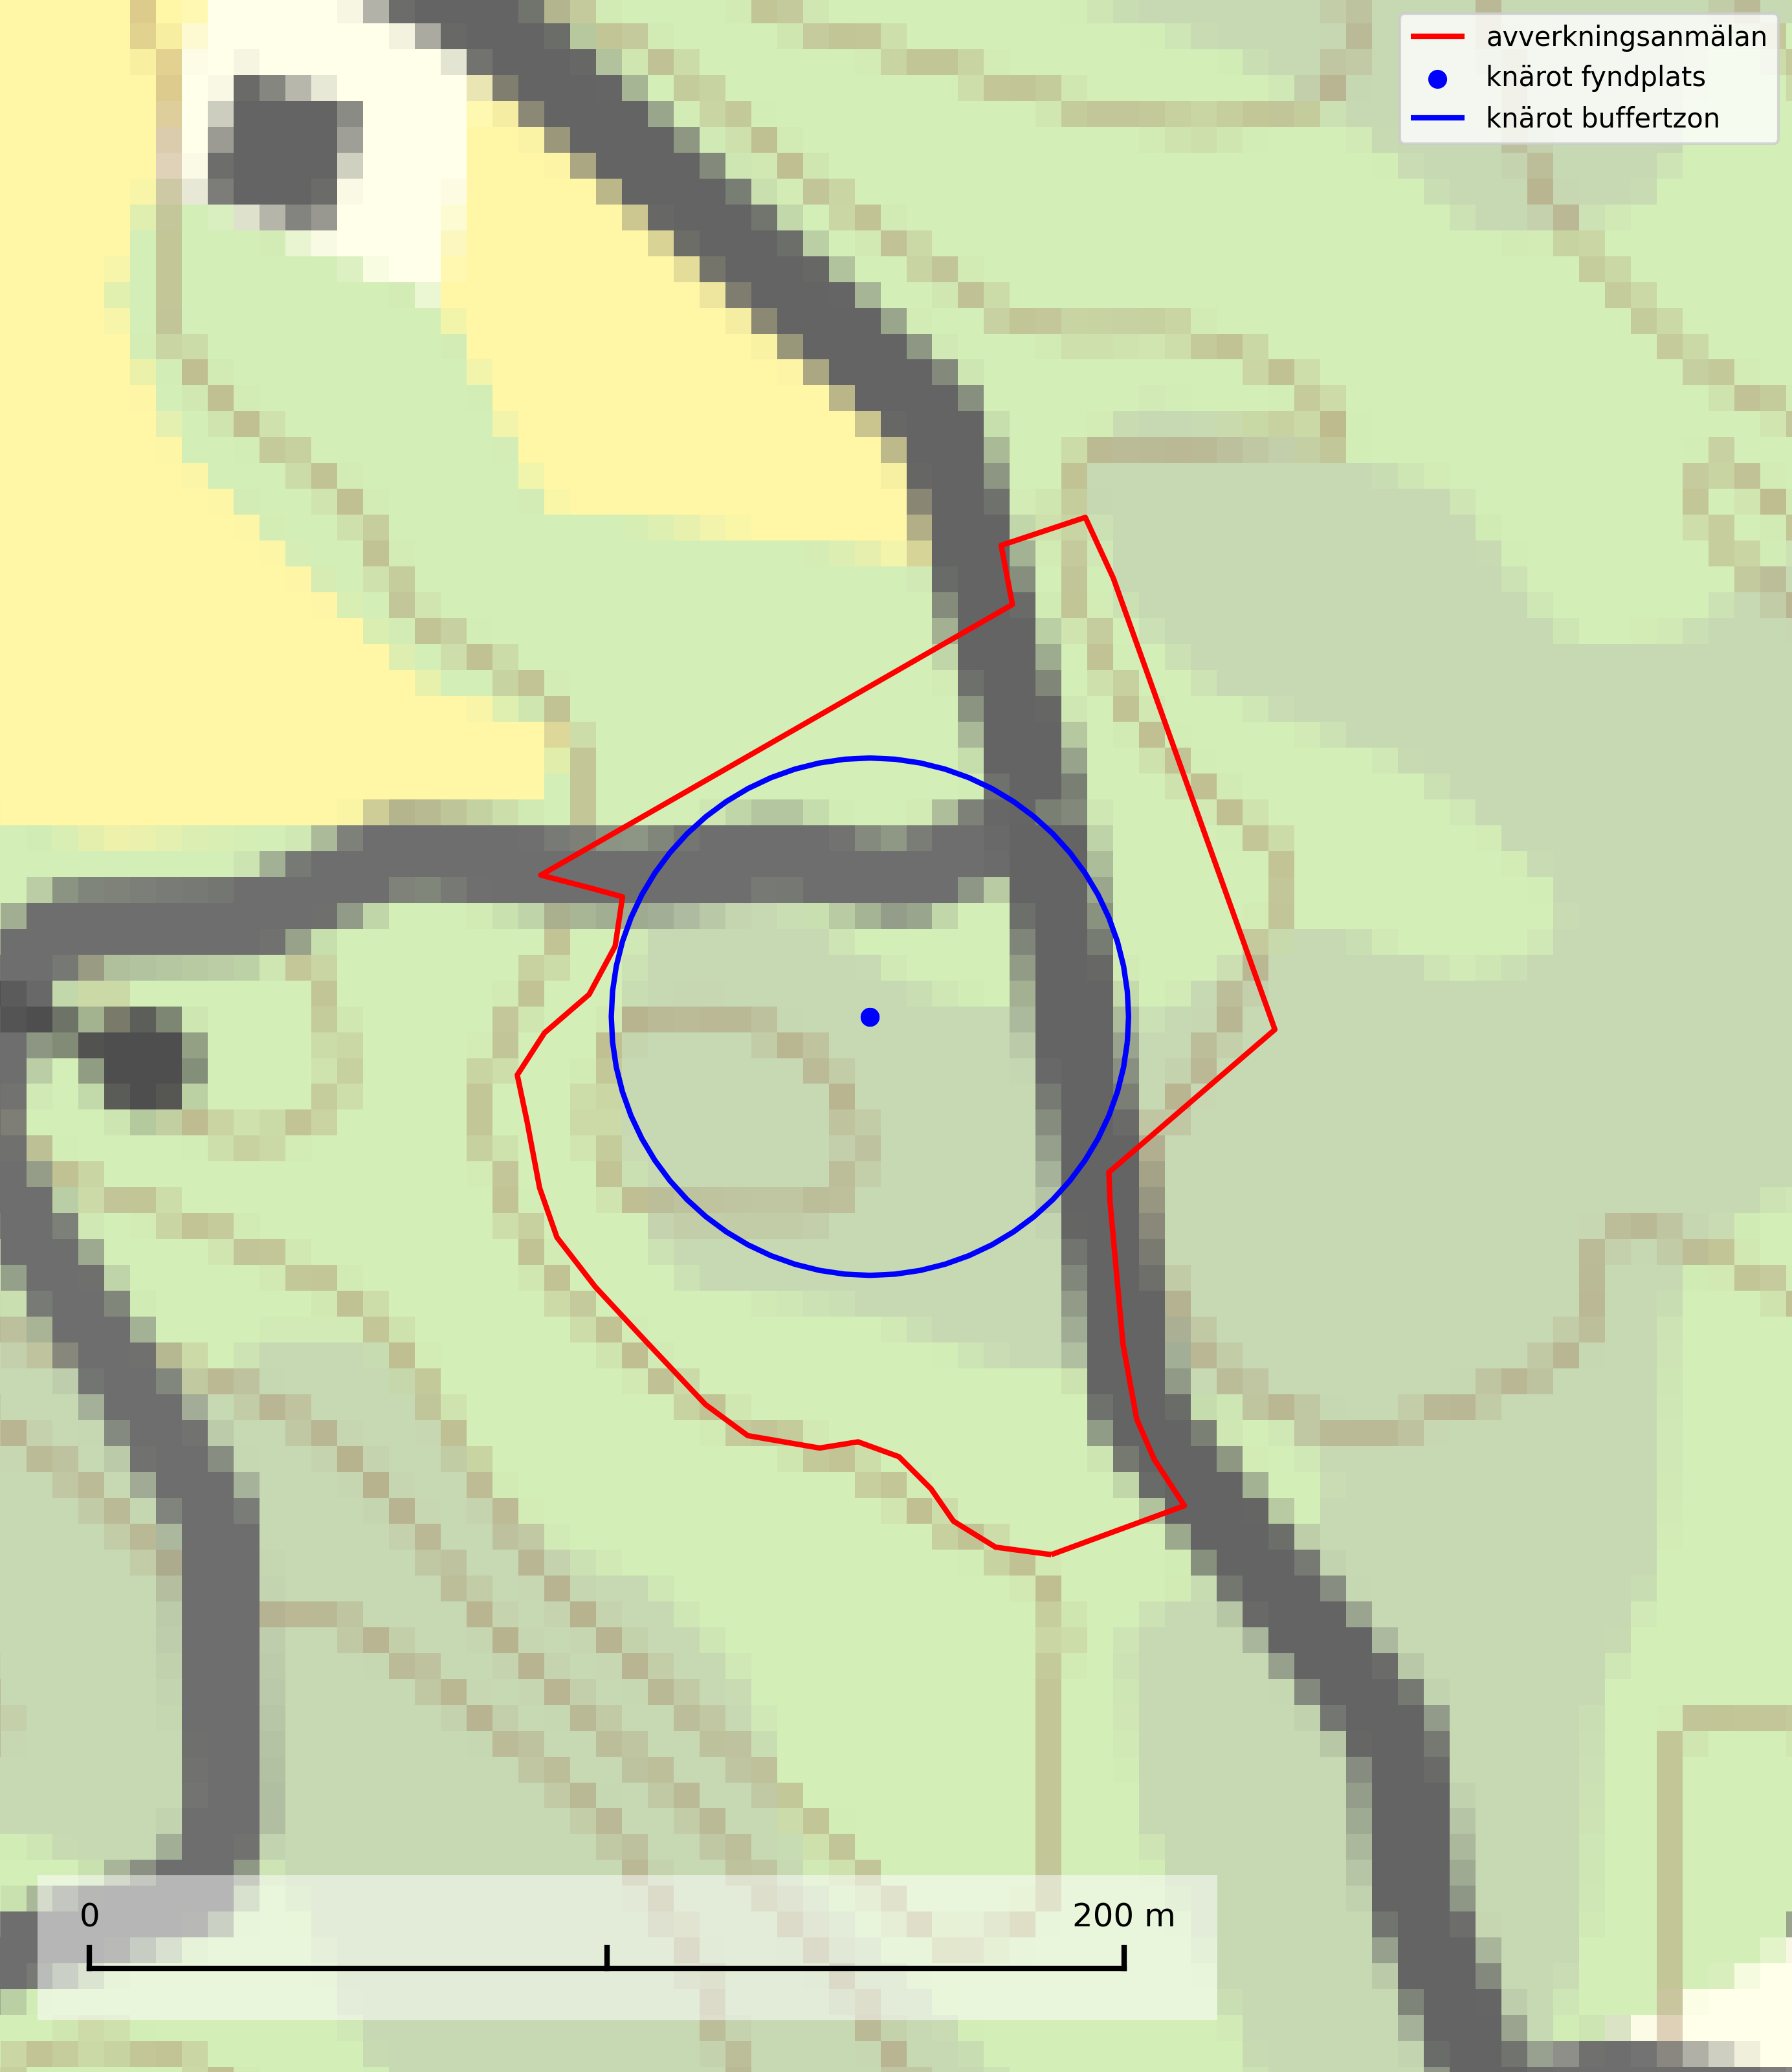 avverkningsanmälan
knärot fyndplats
knärot buffertzon
0 200 m